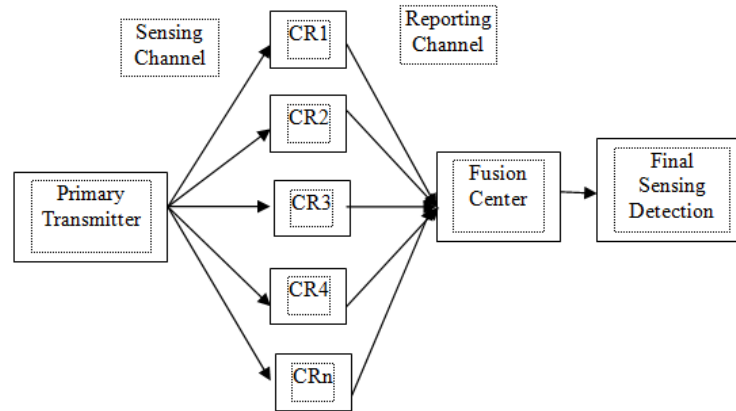 Sensing
Channel
CR1
Reporting
Channel
CR2
Primary
Transmitter
CR3
Fusion
Center
Final
Sensing
Detection
CR4
CRn